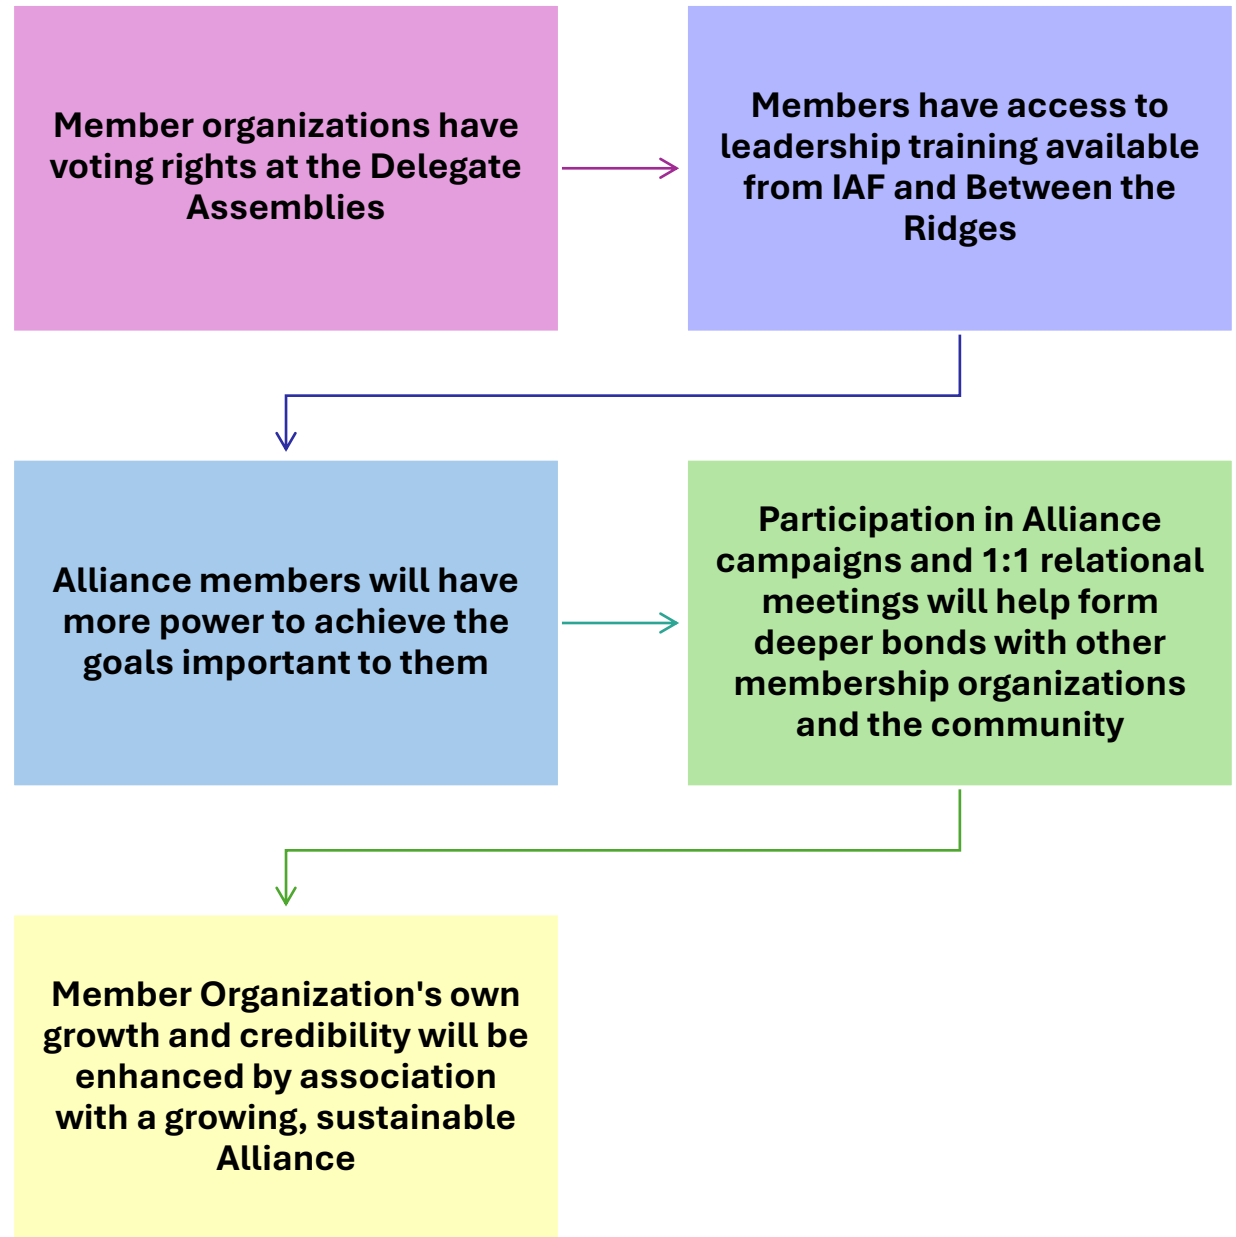 Member organizations have
voting rights at the Delegate
Assemblies
Members have access to
leadership training available
from IAF and Between the
Ridges
Alliance members will have
more power to achieve the
goals important to them
Participation in Alliance
campaigns and 1:1 relational
meetings will help form
deeper bonds with other
membership organizations
and the community
Member Organization's own
growth and credibility will be
enhanced by association
with a growing, sustainable
Alliance